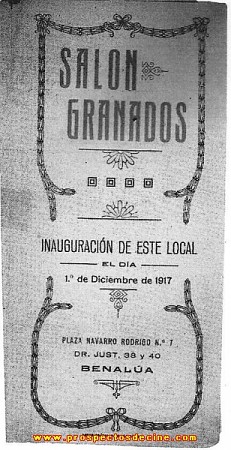 SALON
GRANADOS
INAUGURACIÓN DE ESTE LOCAL
EL DÍA
1.º de Diciembre de 1917
PLAZA NAVARRO RODRIGO N.º 7
DR. JUST, 38 y 40
BENALÚA
www.prospectosdecine.com